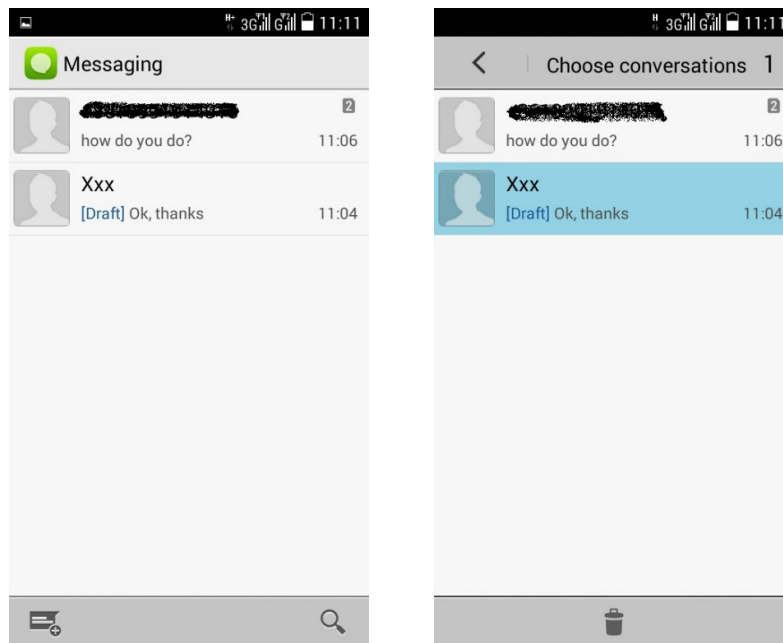 H+ 3G G 11:11
Messaging
2
how do you do? 11:06
Xxx
[Draft] Ok, thanks 11:04
H 3G G 11:11
Choose conversations 1
2
how do you do? 11:06
Xxx
[Draft] Ok, thanks 11:04